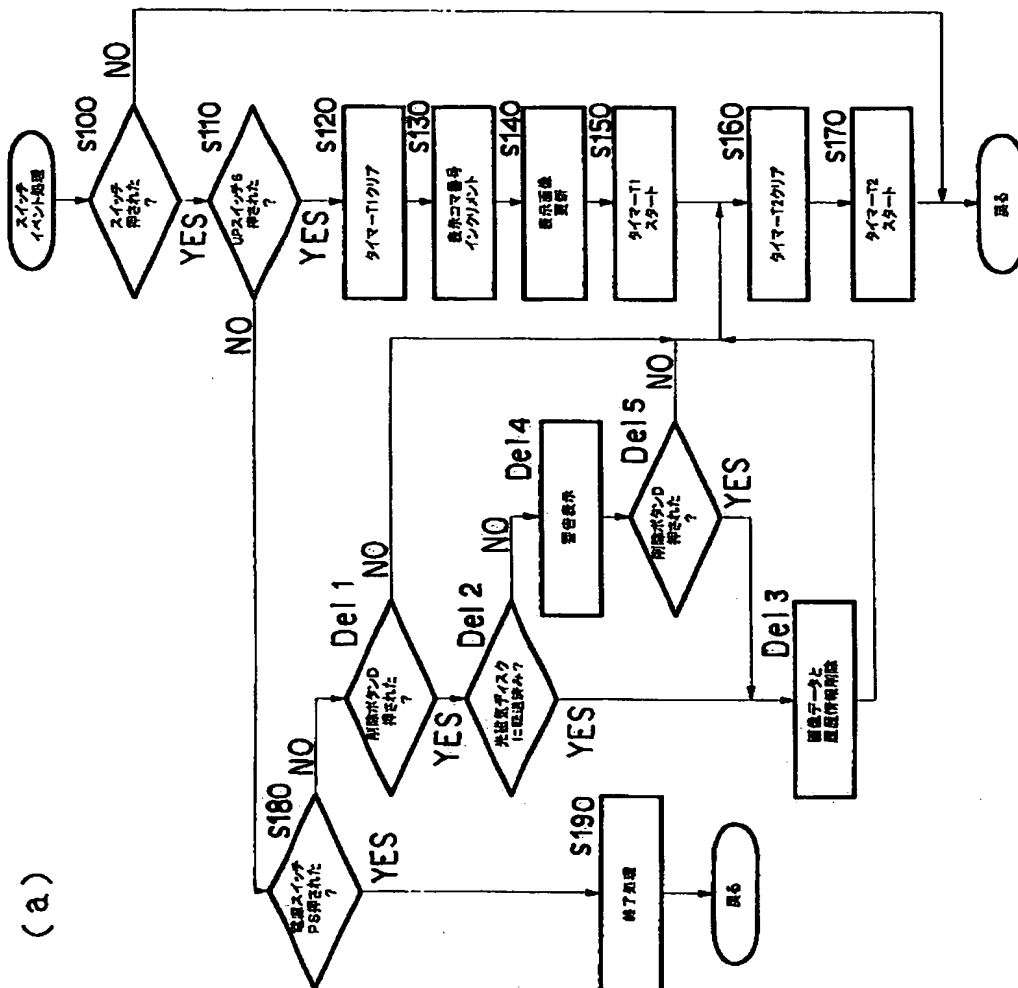 (a)
スイッチ
イベント処理
S100
スイッチ
押された
?
NO
YES
S110
UPスイッチ6
押された
?
NO
YES
S120
タイマーT1クリア
S130
表示コマ番号
インクリメント
S140
表示画像
更新
S150
タイマーT1
スタート
S160
タイマーT2クリア
S170
タイマーT2
スタート
戻る
S180
電源スイッチ
PS押された
?
NO
YES
S190
終了処理
戻る
Del 1
削除ボタンD
押された
?
NO
YES
Del 2
光磁気ディスク
に転送済み?
NO
YES
Del 4
警告表示
Del 5
削除ボタンD
押された
?
NO
YES
Del 3
画像データと
履歴情報削除